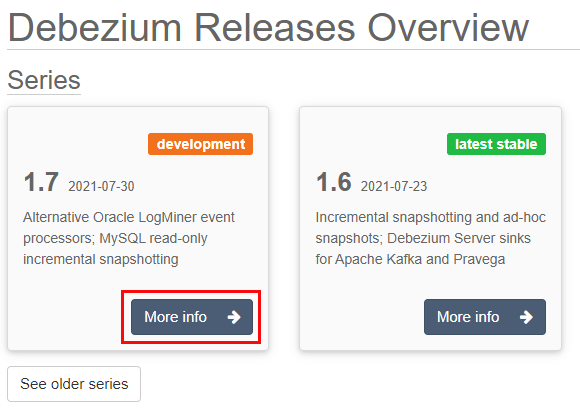 Debezium Releases Overview
Series
development
1.7 2021-07-30
Alternative Oracle LogMiner event
processors; MySQL read-only
incremental snapshotting
More info
latest stable
1.6 2021-07-23
Incremental snapshotting and ad-hoc
snapshots; Debezium Server sinks
for Apache Kafka and Pravega
More info
See older series